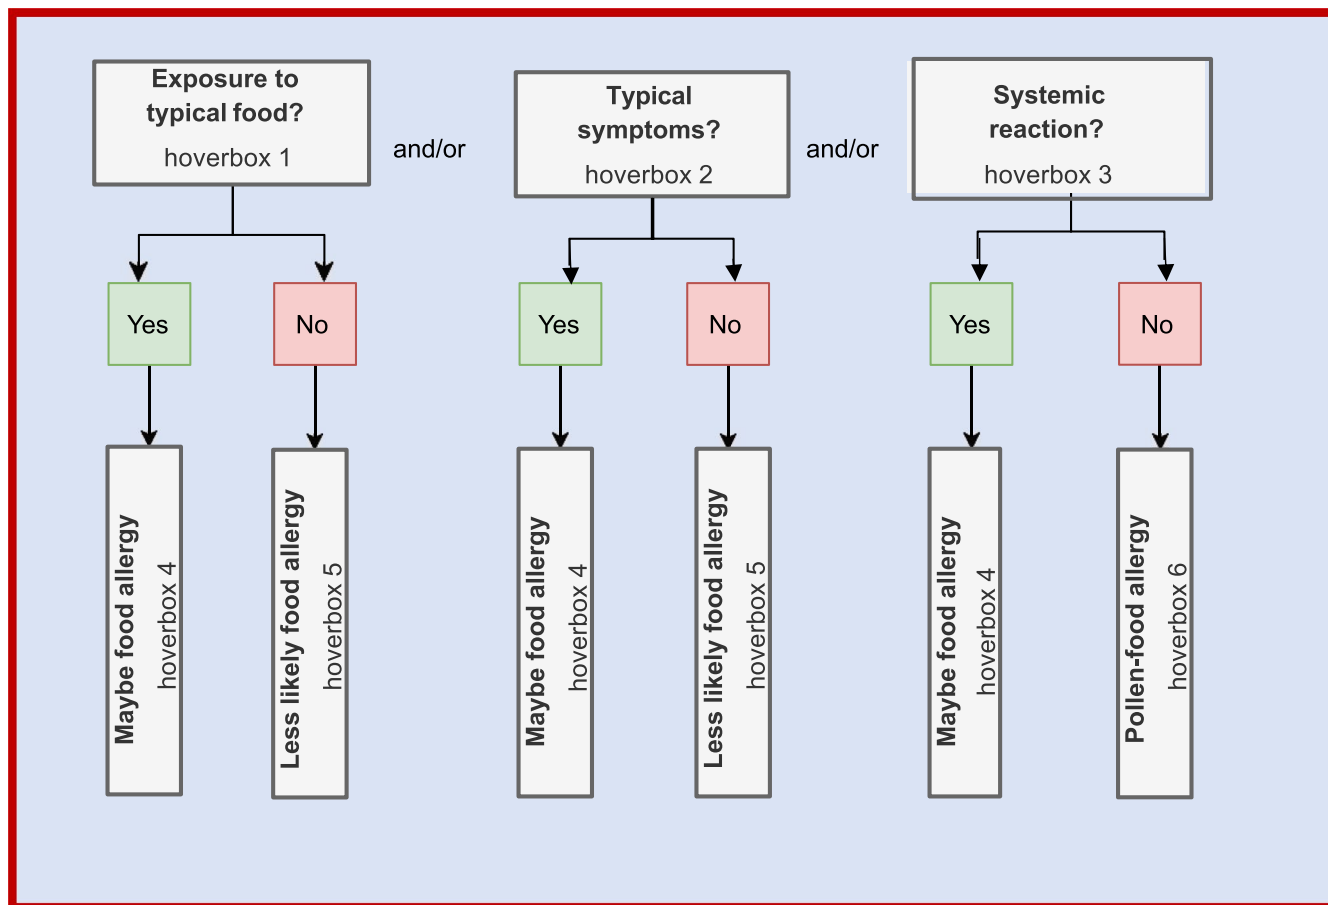 Exposure to
typical food?
hoverbox 1
and/or
Typical
symptoms?
hoverbox 2
and/or
Systemic
reaction?
hoverbox 3
Yes
No
Yes
No
Yes
No
Maybe food allergy
hoverbox 4
Less likely food allergy
hoverbox 5
Maybe food allergy
hoverbox 4
Less likely food allergy
hoverbox 5
Maybe food allergy
hoverbox 4
Pollen-food allergy
hoverbox 6